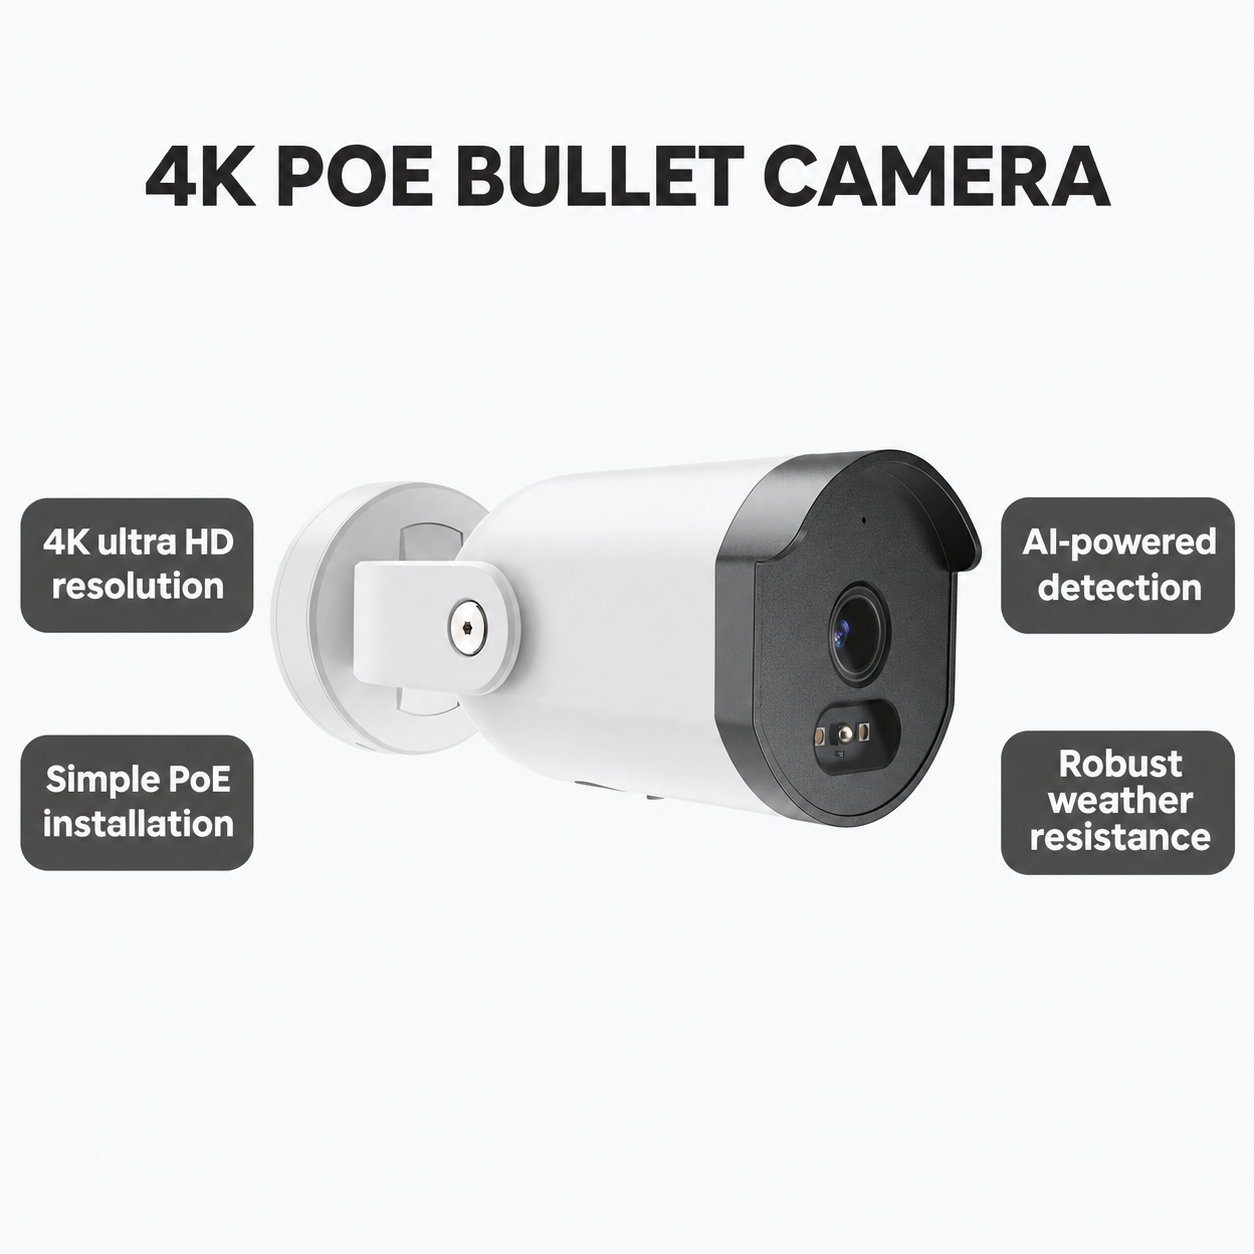 4K POE BULLET CAMERA
4K ultra HD
resolution
AI-powered
detection
Simple PoE
installation
Robust
weather
resistance